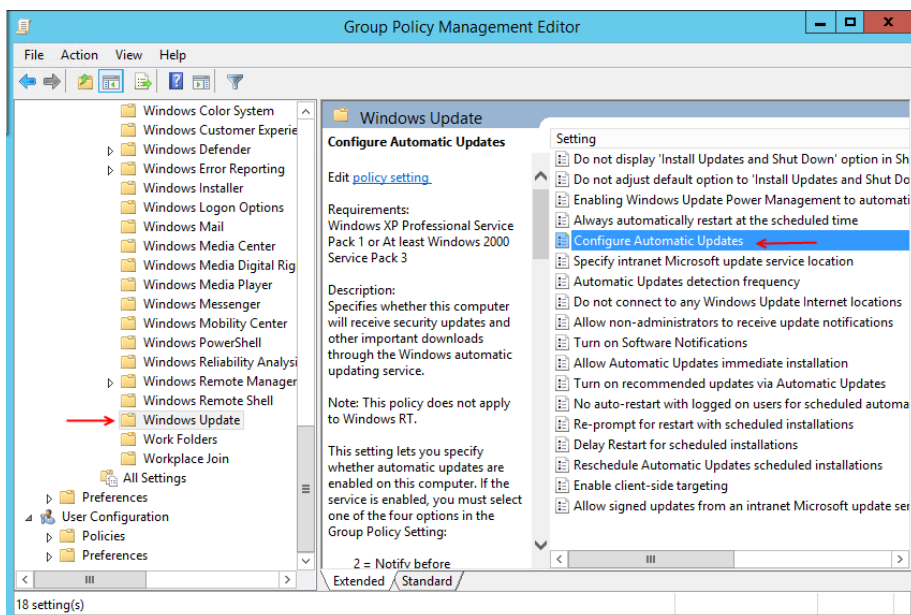 Group Policy Management Editor
File Action View Help
Windows Color System
Windows Customer Experie
Windows Defender
Windows Error Reporting
Windows Installer
Windows Logon Options
Windows Mail
Windows Media Center
Windows Media Digital Rig
Windows Media Player
Windows Messenger
Windows Mobility Center
Windows PowerShell
Windows Reliability Analysi
Windows Remote Manager
Windows Remote Shell
Windows Update
Work Folders
Workplace Join
All Settings
Preferences
User Configuration
Policies
Preferences
Windows Update
Configure Automatic Updates
Edit policy setting
Requirements:
Windows XP Professional Service
Pack 1 or At least Windows 2000
Service Pack 3
Description:
Specifies whether this computer
will receive security updates and
other important downloads
through the Windows automatic
updating service.
Note: This policy does not apply
to Windows RT.
This setting lets you specify
whether automatic updates are
enabled on this computer. If the
service is enabled, you must select
one of the four options in the
Group Policy Setting:
2 = Notify before
Setting
Do not display 'Install Updates and Shut Down' option in Sh
Do not adjust default option to 'Install Updates and Shut Do
Enabling Windows Update Power Management to automati
Always automatically restart at the scheduled time
Configure Automatic Updates
Specify intranet Microsoft update service location
Automatic Updates detection frequency
Do not connect to any Windows Update Internet locations
Allow non-administrators to receive update notifications
Turn on Software Notifications
Allow Automatic Updates immediate installation
Turn on recommended updates via Automatic Updates
No auto-restart with logged on users for scheduled automa
Re-prompt for restart with scheduled installations
Delay Restart for scheduled installations
Reschedule Automatic Updates scheduled installations
Enable client-side targeting
Allow signed updates from an intranet Microsoft update ser
Extended Standard
18 setting(s)